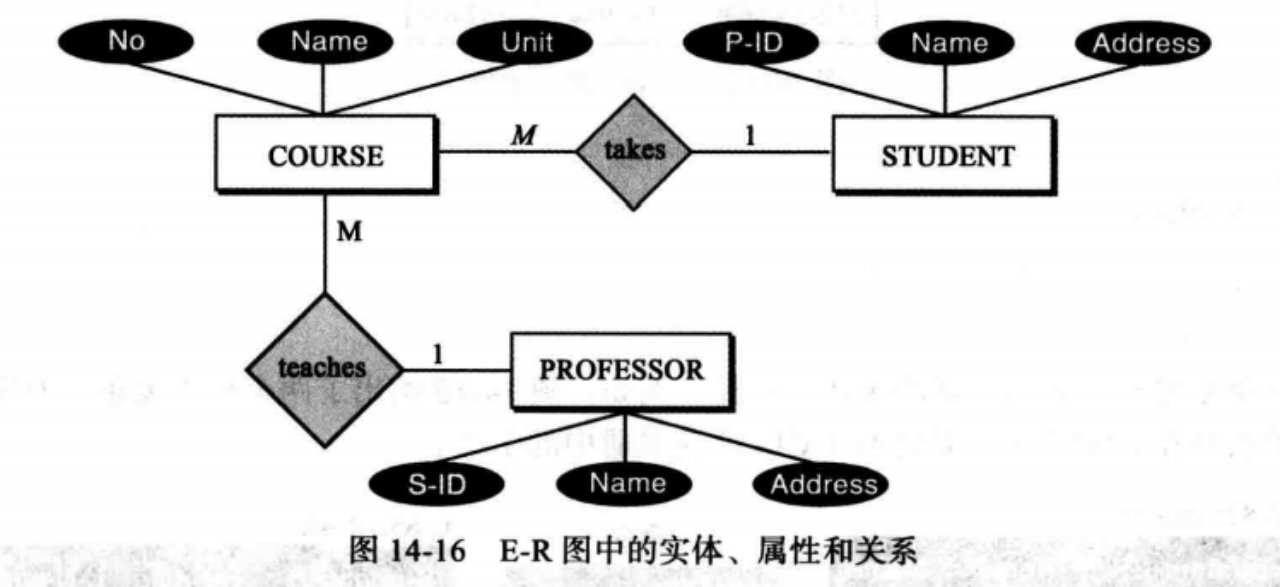 No Name Unit P-ID Name Address
COURSE M takes 1 STUDENT
M
teaches 1 PROFESSOR
S-ID Name Address
图 14-16 E-R 图中的实体、属性和关系